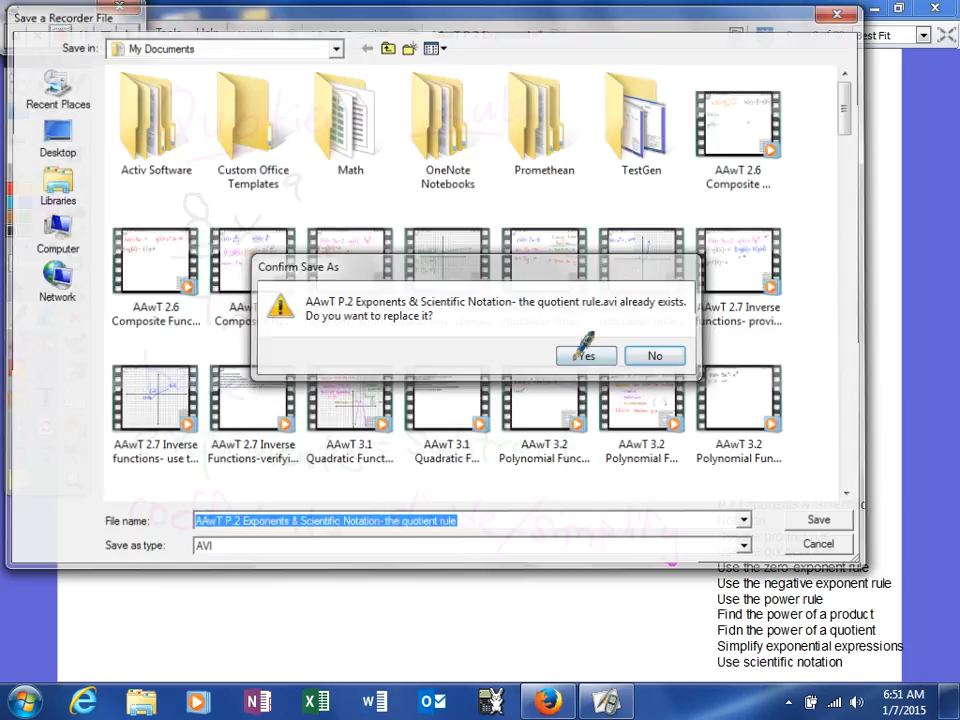 Save a Recorder File
Save in:
My Documents
Best Fit
Recent Places
Desktop
Libraries
Computer
Network
Activ Software
Custom Office
Templates
Math
OneNote
Notebooks
Promethean
TestGen
AAwT 2.6
Composite ...
AAwT 2.6
Composite Func...
AAwT 2.7 Inverse
functions- provi...
Confirm Save As
AAwT P.2 Exponents & Scientific Notation- the quotient rule.avi already exists.
Do you want to replace it?
Yes
No
AAwT 2.7 Inverse
functions- use t...
AAwT 2.7 Inverse
Functions-verifyi...
AAwT 3.1
Quadratic Funct...
AAwT 3.1
Quadratic F...
AAwT 3.2
Polynomial Func...
AAwT 3.2
Polynomial F...
AAwT 3.2
Polynomial Fun...
File name:
AAwT P.2 Exponents & Scientific Notation- the quotient rule
Save
Save as type:
AVI
Cancel
Use the zero exponent rule
Use the negative exponent rule
Use the power rule
Find the power of a product
Fidn the power of a quotient
Simplify exponential expressions
Use scientific notation
6:51 AM
1/7/2015